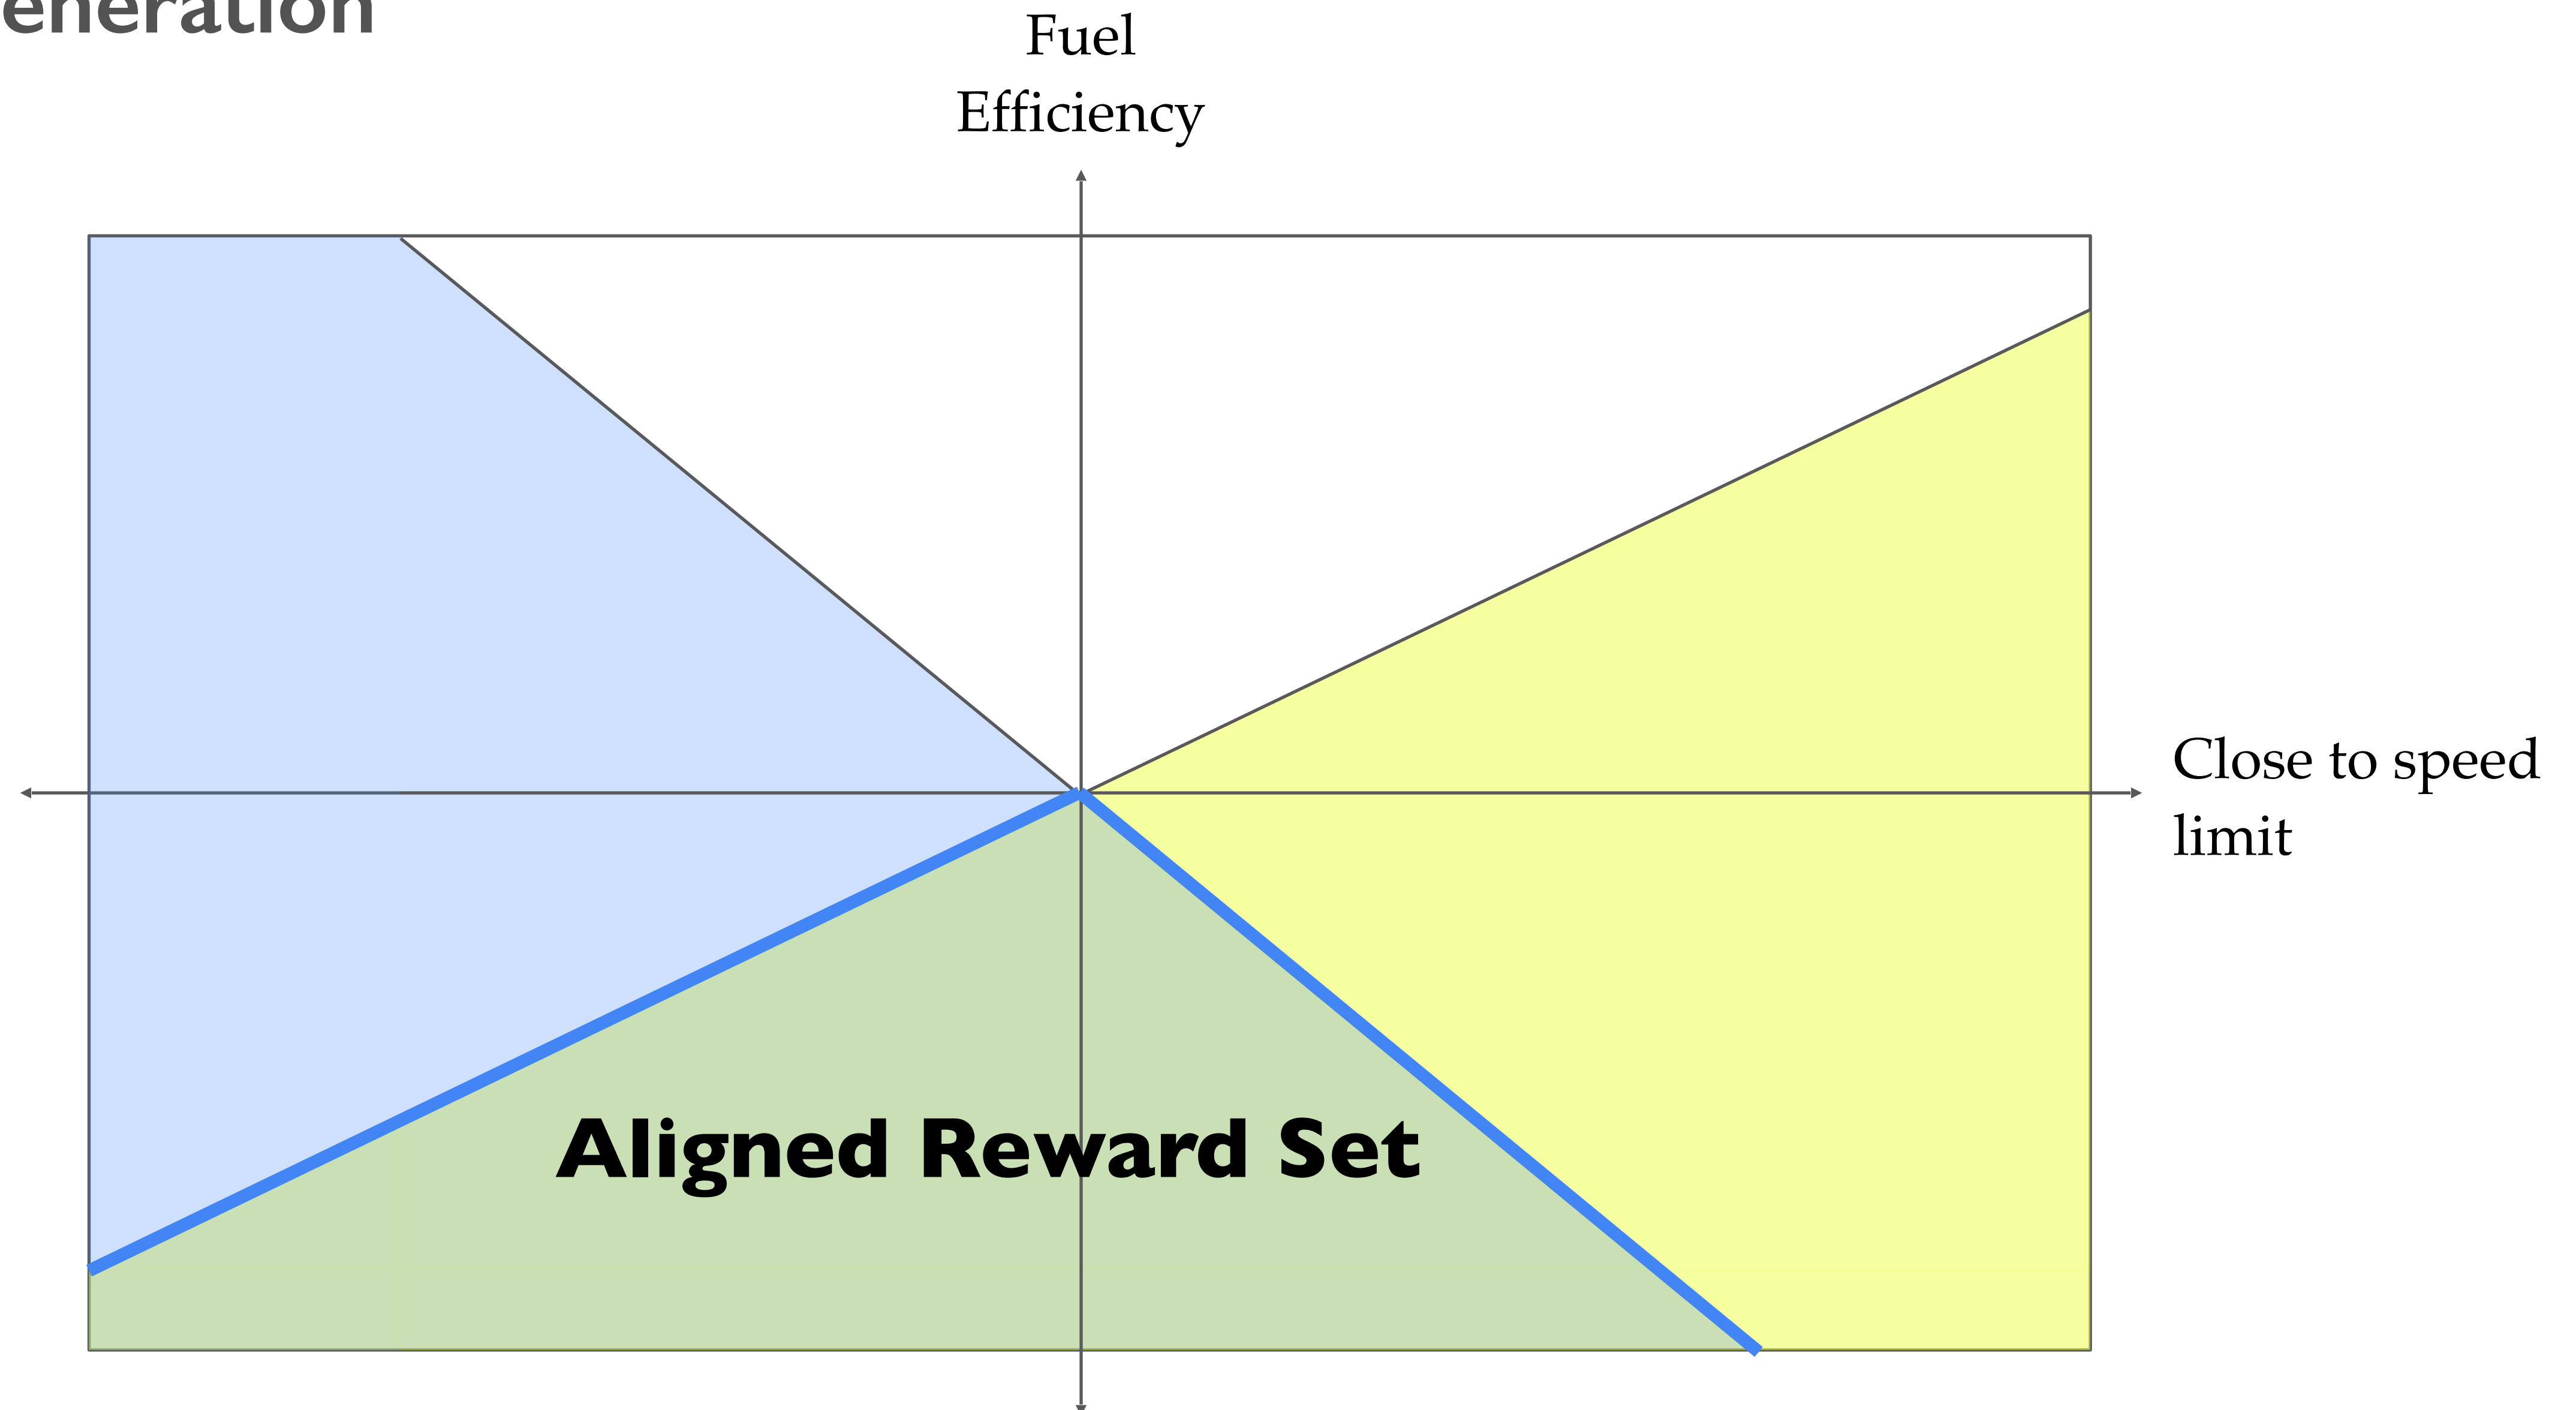 eneration
Fuel
Efficiency
Close to speed
limit
Aligned Reward Set